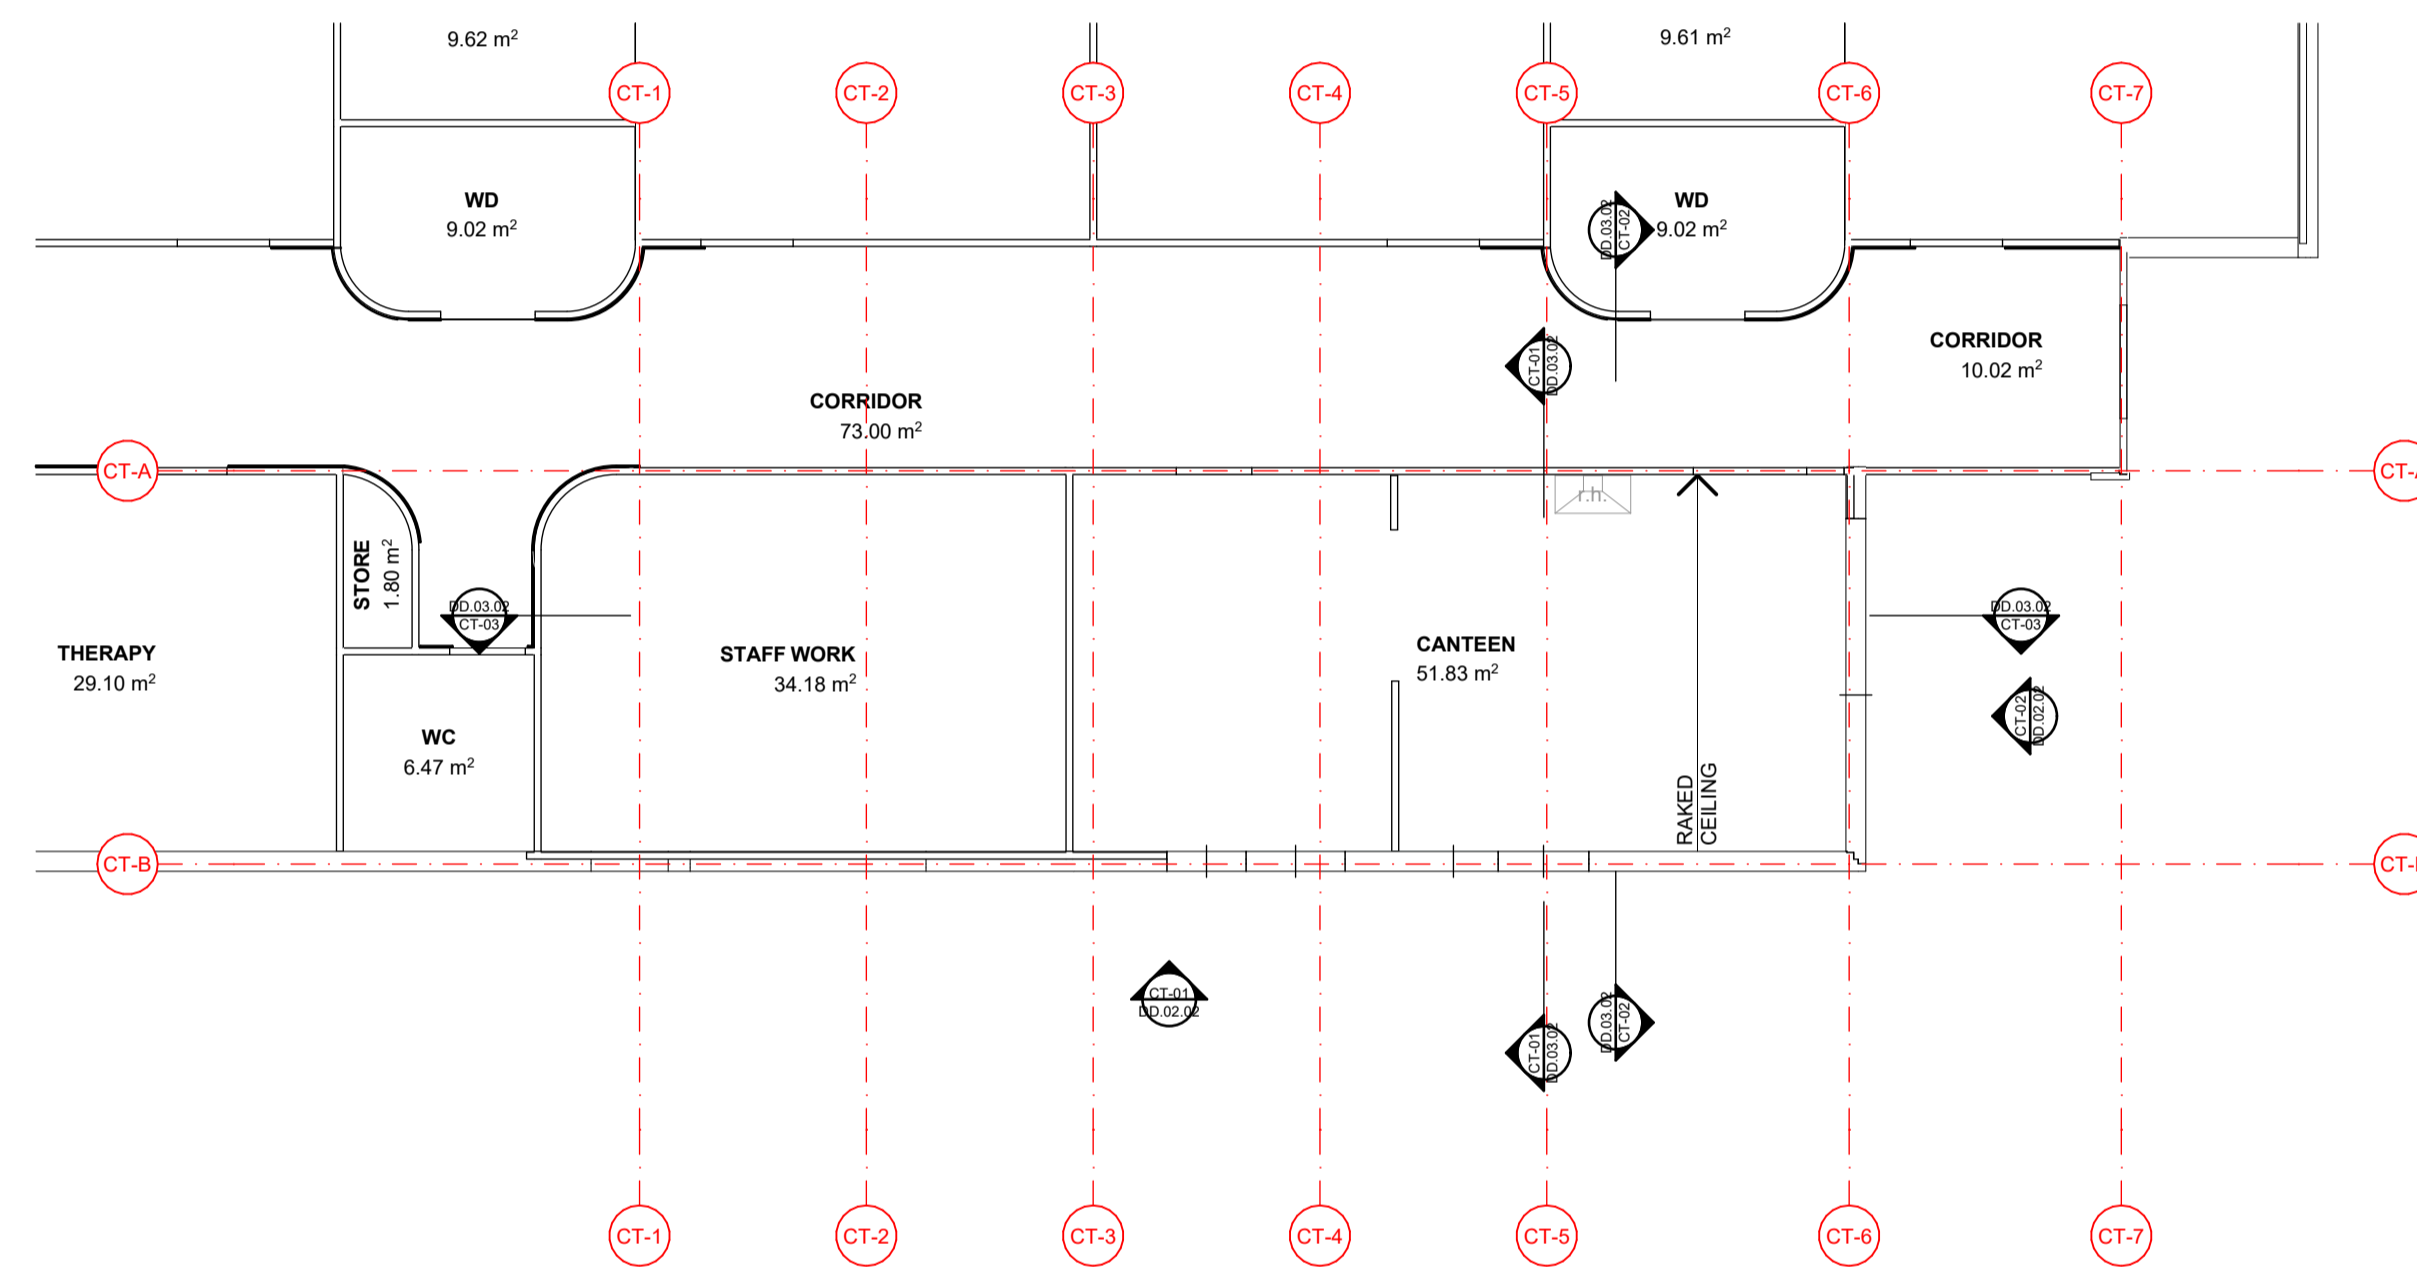 9.62 m²
9.61 m²
CT-1
CT-2
CT-3
CT-4
CT-5
CT-6
CT-7
WD
9.02 m²
DD.03.02
CT-02
WD
9.02 m²
CORRIDOR
10.02 m²
CT-01
DD.03.02
CORRIDOR
73.00 m²
CT-A
CT-A
r.h.
STORE
1.80 m²
DD.03.02
CT-03
DD.03.02
CT-03
THERAPY
29.10 m²
STAFF WORK
34.18 m²
CANTEEN
51.83 m²
CT-02
DD.02.02
WC
6.47 m²
RAKED
CEILING
CT-B
CT-01
DD.02.02
CT-01
DD.03.02
DD.03.02
CT-02
CT-1
CT-2
CT-3
CT-4
CT-5
CT-6
CT-7